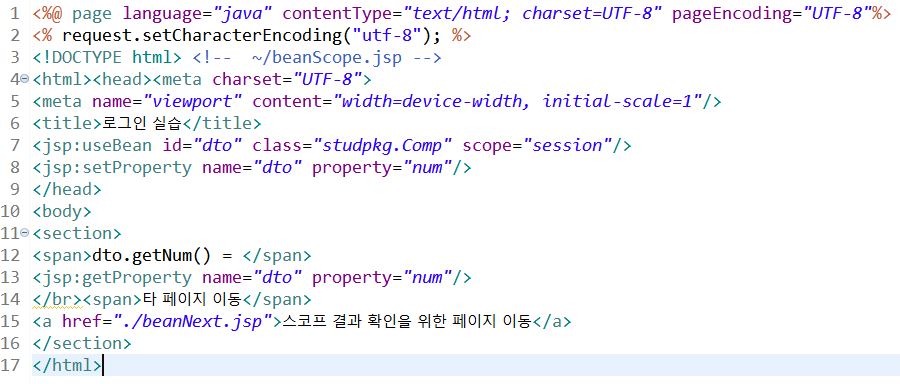 1 <%@ page language="java" contentType="text/html; charset=UTF-8" pageEncoding="UTF-8"%>
2 <% request.setCharacterEncoding("utf-8"); %>
3 <!DOCTYPE html> <!--  ~/beanScope.jsp -->
4 <html><head><meta charset="UTF-8">
5 <meta name="viewport" content="width=device-width, initial-scale=1"/>
6 <title>로그인 실습</title>
7 <jsp:useBean id="dto" class="studpkg.Comp" scope="session"/>
8 <jsp:setProperty name="dto" property="num"/>
9 </head>
10 <body>
11 <section>
12 <span>dto.getNum() = </span>
13 <jsp:getProperty name="dto" property="num"/>
14 </br><span>타 페이지 이동</span>
15 <a href="./beanNext.jsp">스코프 결과 확인을 위한 페이지 이동</a>
16 </section>
17 </html>